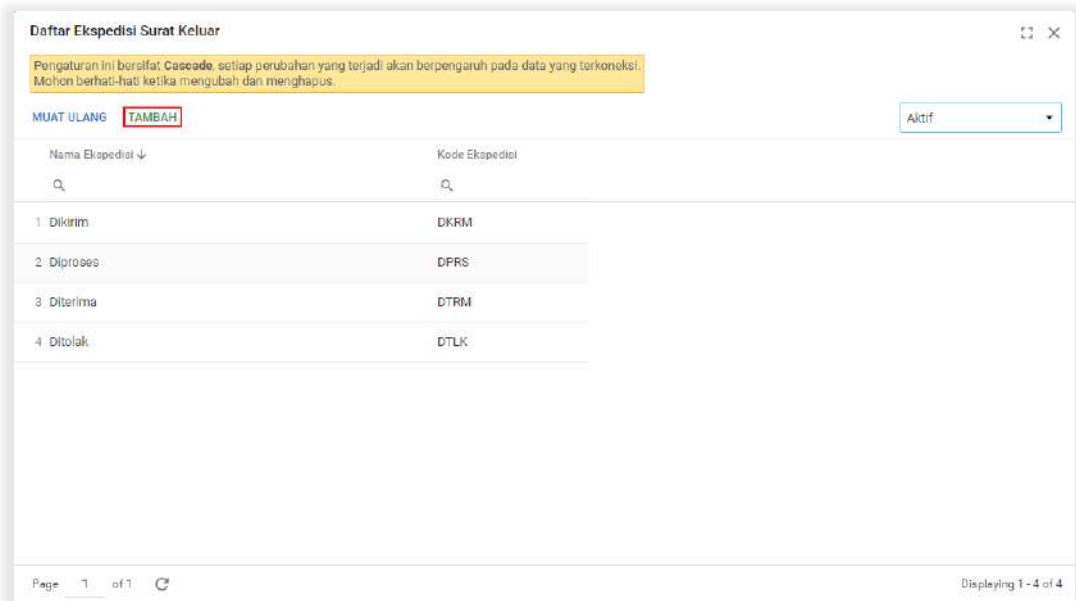 Daftar Ekspedisi Surat Keluar
Pengaturan ini bersifat Cascade, setiap perubahan yang terjadi akan berpengaruh pada data yang terkoneksi.
Mohon berhati-hati ketika mengubah dan menghapus.
MUAT ULANG TAMBAH Aktif
Nama Ekspedisi Kode Ekspedisi
1 Dikirim DKRM
2 Diproses DPRS
3 Diterima DTRM
4 Ditolak DTLK
Page 1 of 1 Displaying 1 - 4 of 4